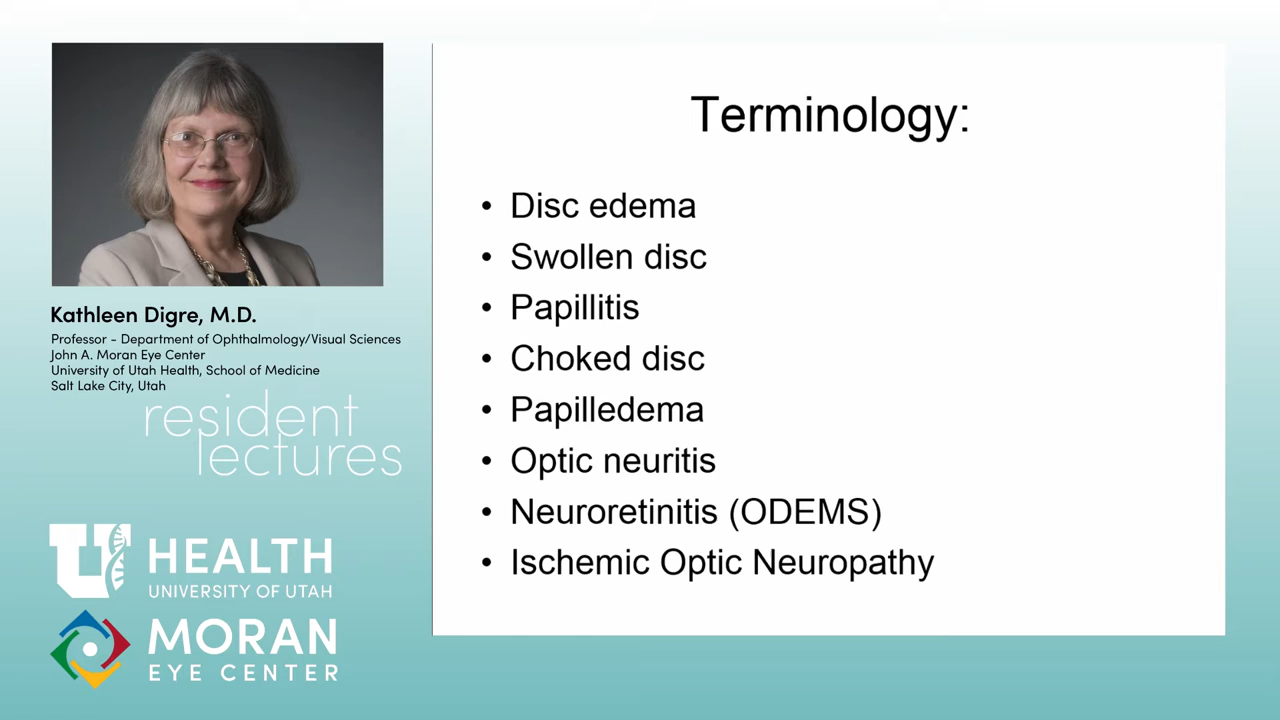 Kathleen Digre, M.D.
Professor - Department of Ophthalmology/Visual Sciences
John A. Moran Eye Center
University of Utah Health, School of Medicine
Salt Lake City, Utah
resident
lectures
U HEALTH
UNIVERSITY OF UTAH
MORAN
EYE CENTER
Terminology:
• Disc edema
• Swollen disc
• Papillitis
• Choked disc
• Papilledema
• Optic neuritis
• Neuroretinitis (ODEMS)
• Ischemic Optic Neuropathy